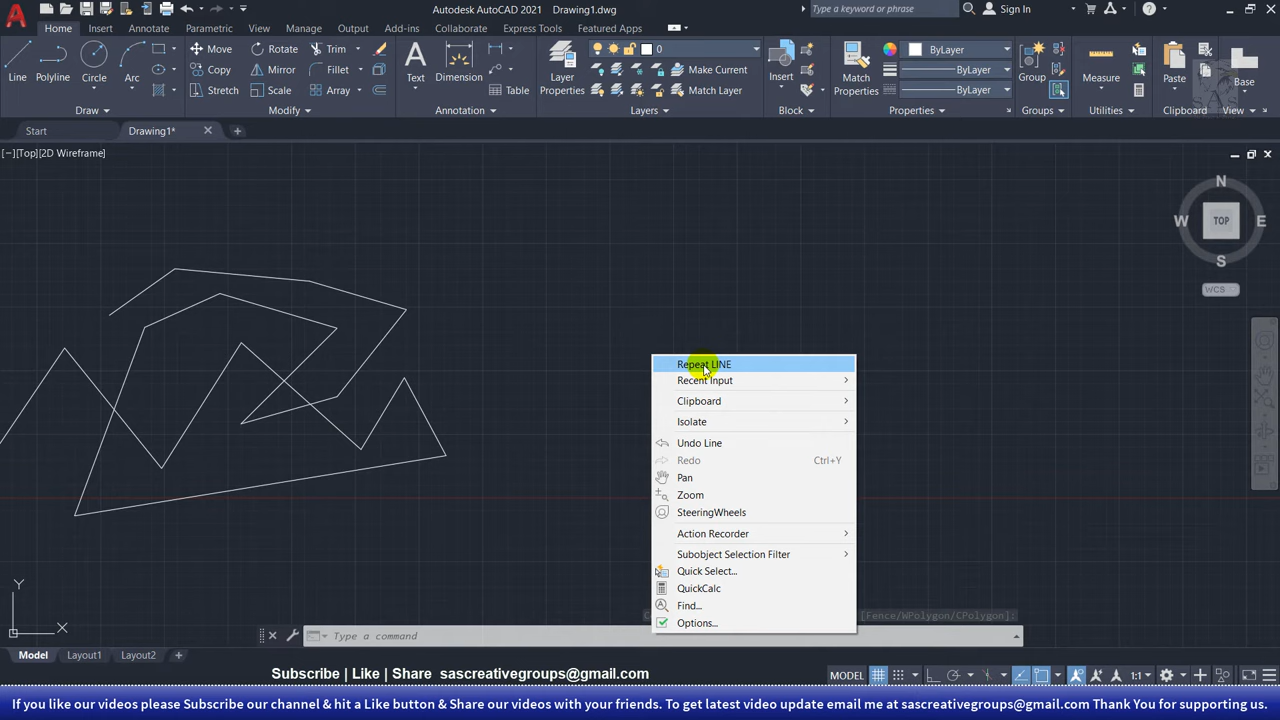 Autodesk AutoCAD 2021 Drawing1.dwg
Type a keyword or phrase
Sign In
Home Insert Annotate Parametric View Manage Output Add-ins Collaborate Express Tools Featured Apps
Line
Polyline
Circle
Arc
Move
Rotate
Trim
Copy
Mirror
Fillet
Stretch
Scale
Array
Text
Dimension
Table
Layer
Properties
0
Make Current
Match Layer
Insert
Match
Properties
ByLayer
ByLayer
ByLayer
Group
Measure
Paste
Base
Draw
Modify
Annotation
Layers
Block
Properties
Groups
Utilities
Clipboard
View
Start
Drawing1*
[−][Top][2D Wireframe]
N
W
TOP
E
S
WCS
Repeat LINE
Recent Input
Clipboard
Isolate
Undo Line
Redo Ctrl+Y
Pan
Zoom
SteeringWheels
Action Recorder
Subobject Selection Filter
Quick Select...
QuickCalc
Find...
Options...
Y
X
[Fence/WPolygon/CPolygon]:
Type a command
Model Layout1 Layout2
MODEL
1:1
Subscribe | Like | Share sascreativegroups@gmail.com
If you like our videos please Subscribe our channel & hit a Like button & Share our videos with your friends. To get latest video update email me at sascreativegroups@gmail.com Thank You for supporting us.